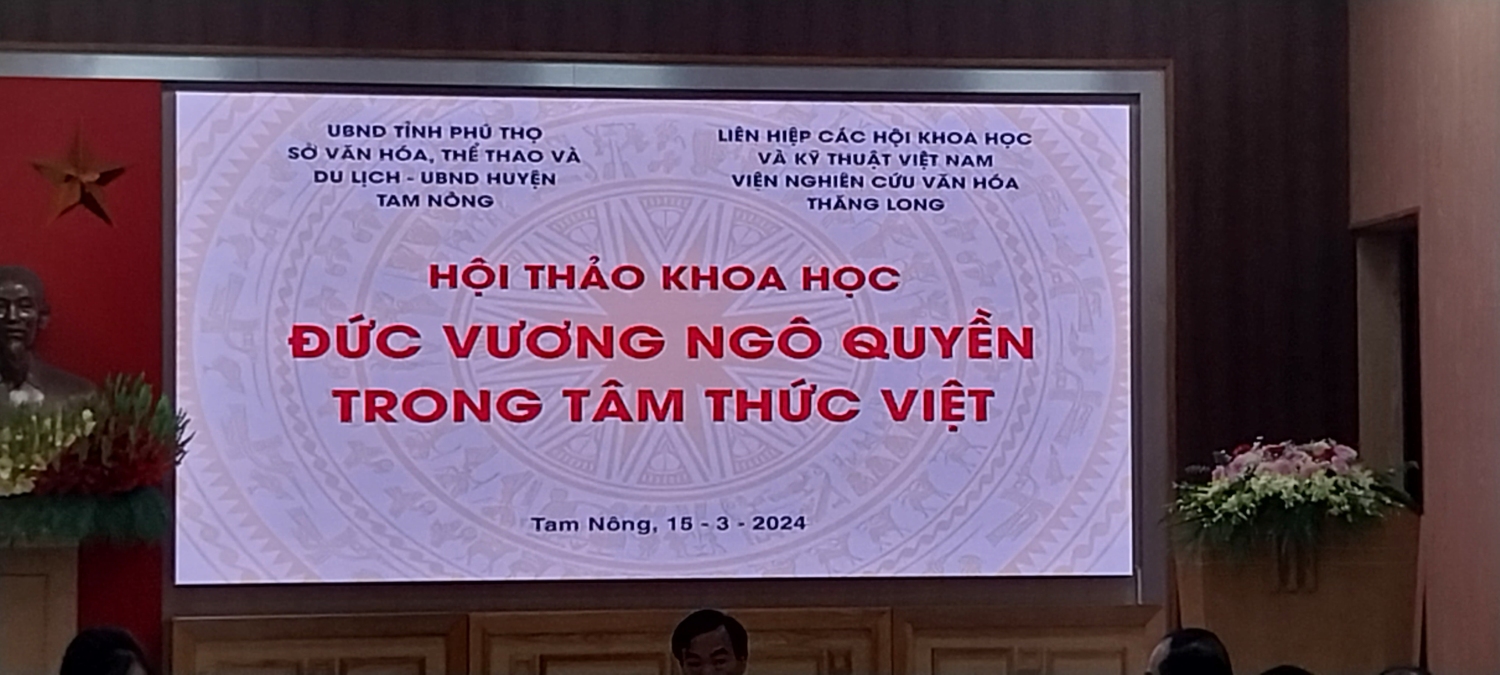 UBND TỈNH PHÚ THỌ
SỞ VĂN HÓA, THỂ THAO VÀ
DU LỊCH - UBND HUYỆN
TAM NÔNG
LIÊN HIỆP CÁC HỘI KHOA HỌC
VÀ KỸ THUẬT VIỆT NAM
VIỆN NGHIÊN CỨU VĂN HÓA
THĂNG LONG
HỘI THẢO KHOA HỌC
ĐỨC VƯƠNG NGÔ QUYỀN
TRONG TÂM THỨC VIỆT
Tam Nông, 15 - 3 - 2024